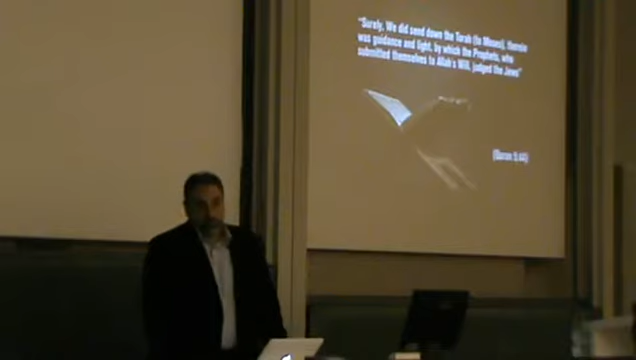 "Surely, We did send down the Torah (to Moses), therein
was guidance and light, by which the Prophets, who
submitted themselves to Allah's Will, judged the Jews"
(Quran 5:44)